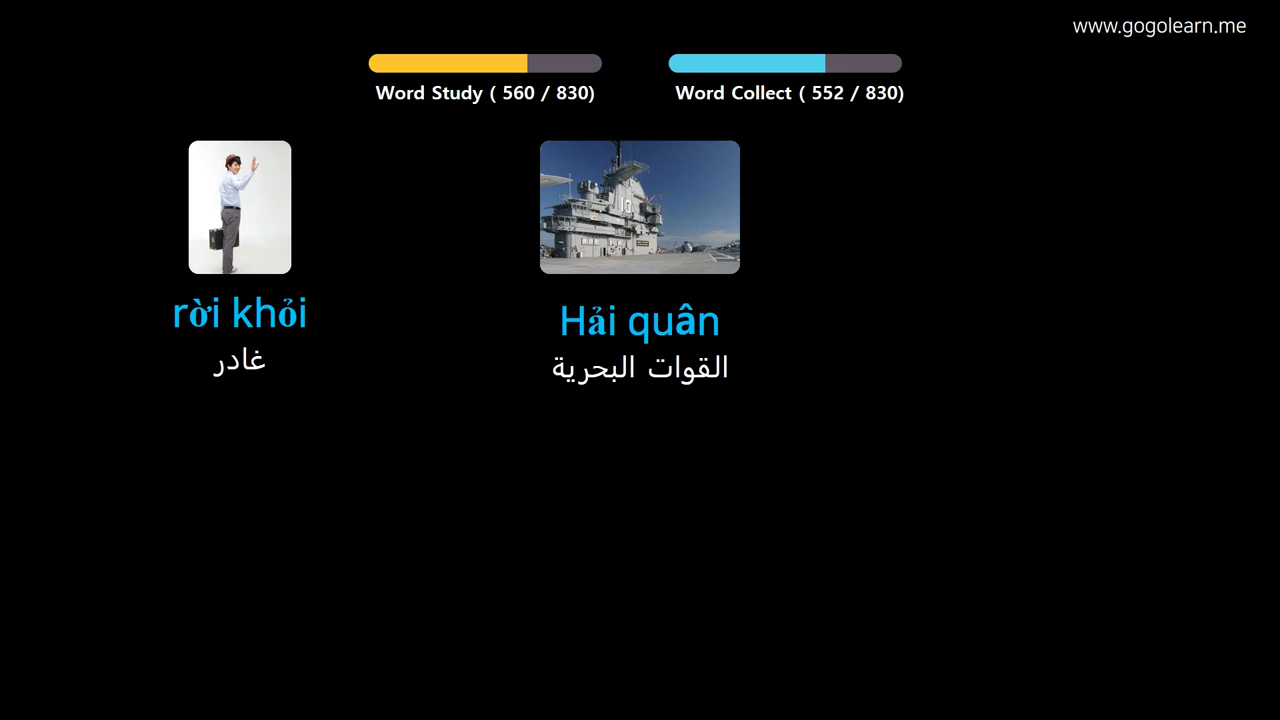 www.gogolearn.me
Word Study ( 560 / 830)
Word Collect ( 552 / 830)
rời khỏi
غادر
Hải quân
القوات البحرية